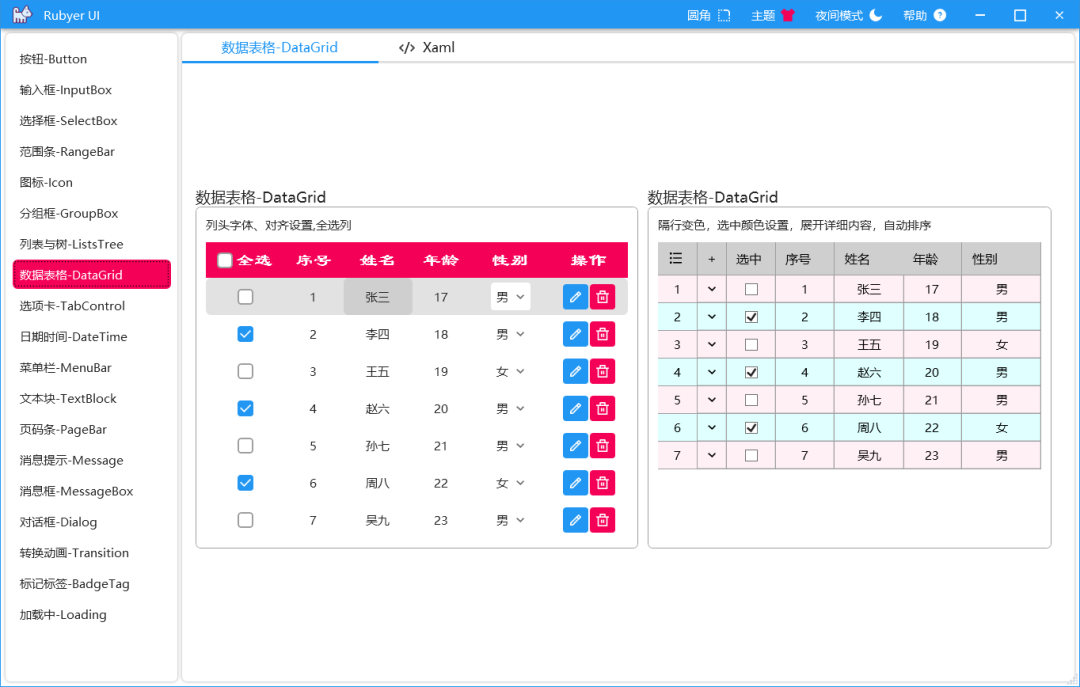 Rubyer UI
圆角 主题 夜间模式 帮助
按钮-Button
输入框-InputBox
选择框-SelectBox
范围条-RangeBar
图标-Icon
分组框-GroupBox
列表与树-ListsTree
数据表格-DataGrid
选项卡-TabControl
日期时间-DateTime
菜单栏-MenuBar
文本块-TextBlock
页码条-PageBar
消息提示-Message
消息框-MessageBox
对话框-Dialog
转换动画-Transition
标记标签-BadgeTag
加载中-Loading
数据表格-DataGrid </> Xaml
数据表格-DataGrid
列头字体、对齐设置,全选列
全选 序号 姓名 年龄 性别 操作
1 张三 17 男
2 李四 18 男
3 王五 19 女
4 赵六 20 男
5 孙七 21 男
6 周八 22 女
7 吴九 23 男
数据表格-DataGrid
隔行变色，选中颜色设置，展开详细内容，自动排序
+ 选中 序号 姓名 年龄 性别
1 1 张三 17 男
2 2 李四 18 男
3 3 王五 19 女
4 4 赵六 20 男
5 5 孙七 21 男
6 6 周八 22 女
7 7 吴九 23 男